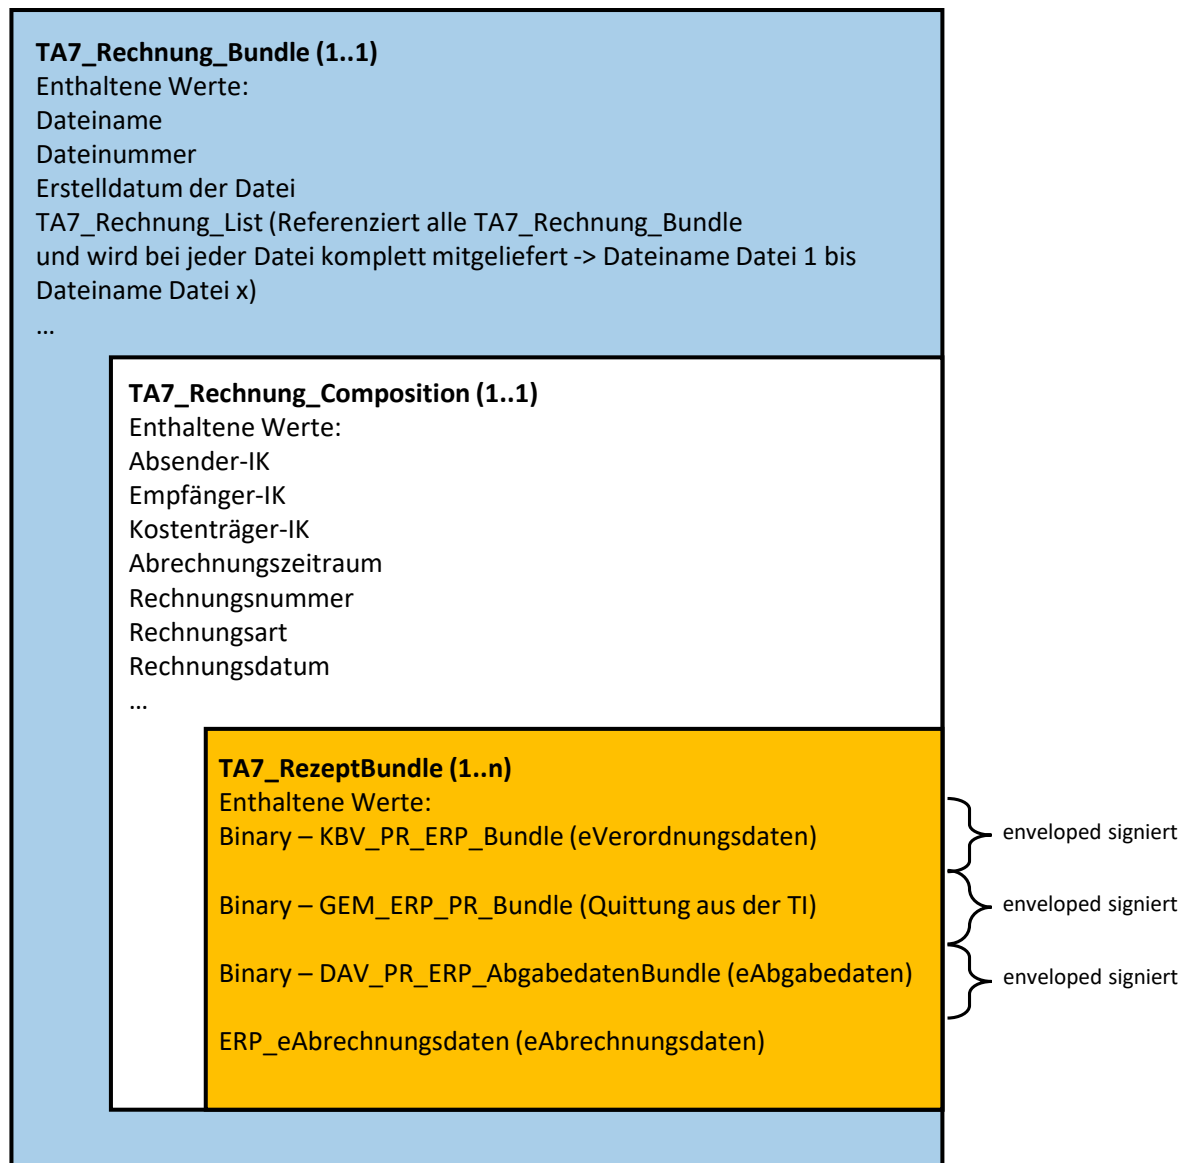 TA7_Rechnung_Bundle (1..1)
Enthaltene Werte:
Dateiname
Dateinummer
Erstelldatum der Datei
TA7_Rechnung_List (Referenziert alle TA7_Rechnung_Bundle
und wird bei jeder Datei komplett mitgeliefert -> Dateiname Datei 1 bis
Dateiname Datei x)
...
TA7_Rechnung_Composition (1..1)
Enthaltene Werte:
Absender-IK
Empfänger-IK
Kostenträger-IK
Abrechnungszeitraum
Rechnungsnummer
Rechnungsart
Rechnungsdatum
...
TA7_RezeptBundle (1..n)
Enthaltene Werte:
Binary – KBV_PR_ERP_Bundle (eVerordnungsdaten)
enveloped signiert
Binary – GEM_ERP_PR_Bundle (Quittung aus der TI)
enveloped signiert
Binary – DAV_PR_ERP_AbgabedatenBundle (eAbgabedaten)
enveloped signiert
ERP_eAbrechnungsdaten (eAbrechnungsdaten)